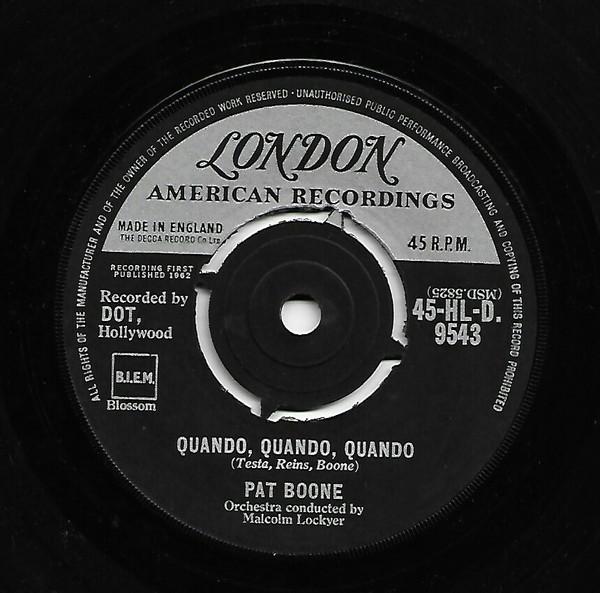 ALL RIGHTS OF THE MANUFACTURER AND OF THE OWNER OF THE RECORDED WORK RESERVED · UNAUTHORISED PUBLIC PERFORMANCE BROADCASTING AND COPYING OF THIS RECORD PROHIBITED
LONDON
AMERICAN RECORDINGS
MADE IN ENGLAND
THE DECCA RECORD Co Ltd
45 R.P.M.
RECORDING FIRST
PUBLISHED 1962
Recorded by
DOT,
Hollywood
(MSD.5825)
45-HL-D.
9543
B.I.E.M.
Blossom
QUANDO, QUANDO, QUANDO
(Testa, Reins, Boone)
PAT BOONE
Orchestra conducted by
Malcolm Lockyer